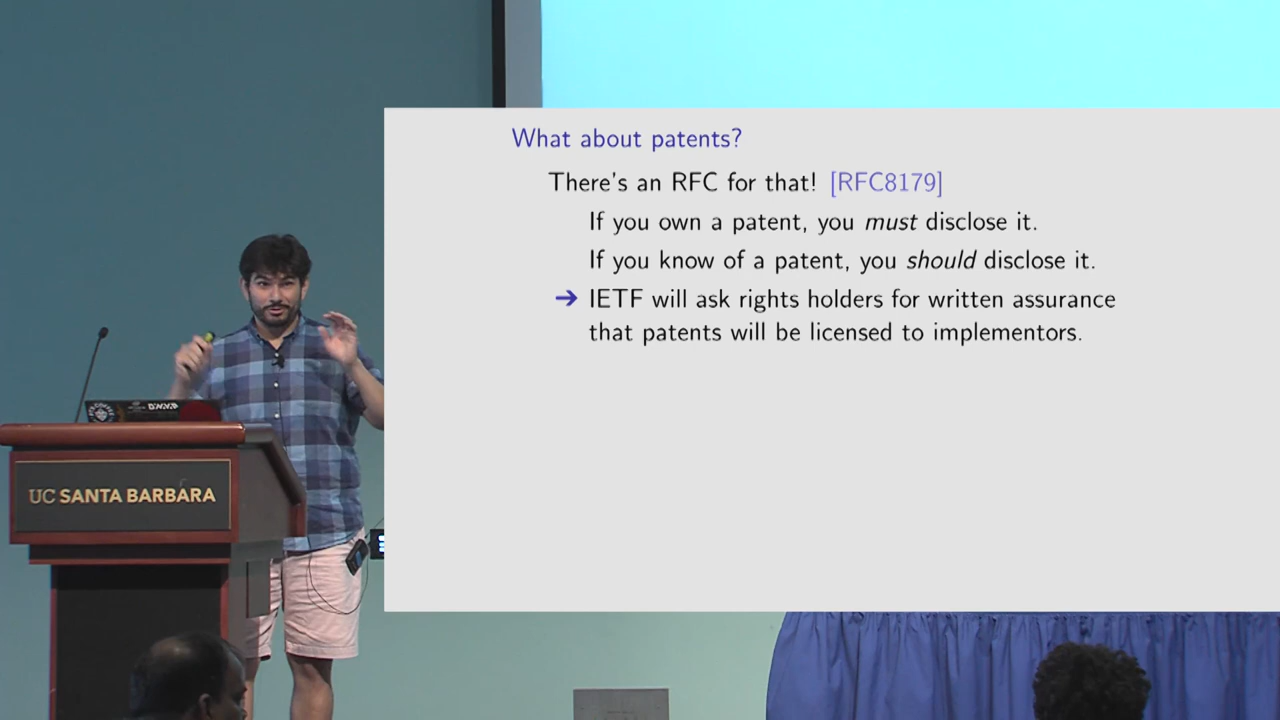 What about patents?
There's an RFC for that! [RFC8179]
If you own a patent, you must disclose it.
If you know of a patent, you should disclose it.
➔ IETF will ask rights holders for written assurance
that patents will be licensed to implementors.
UC SANTA BARBARA